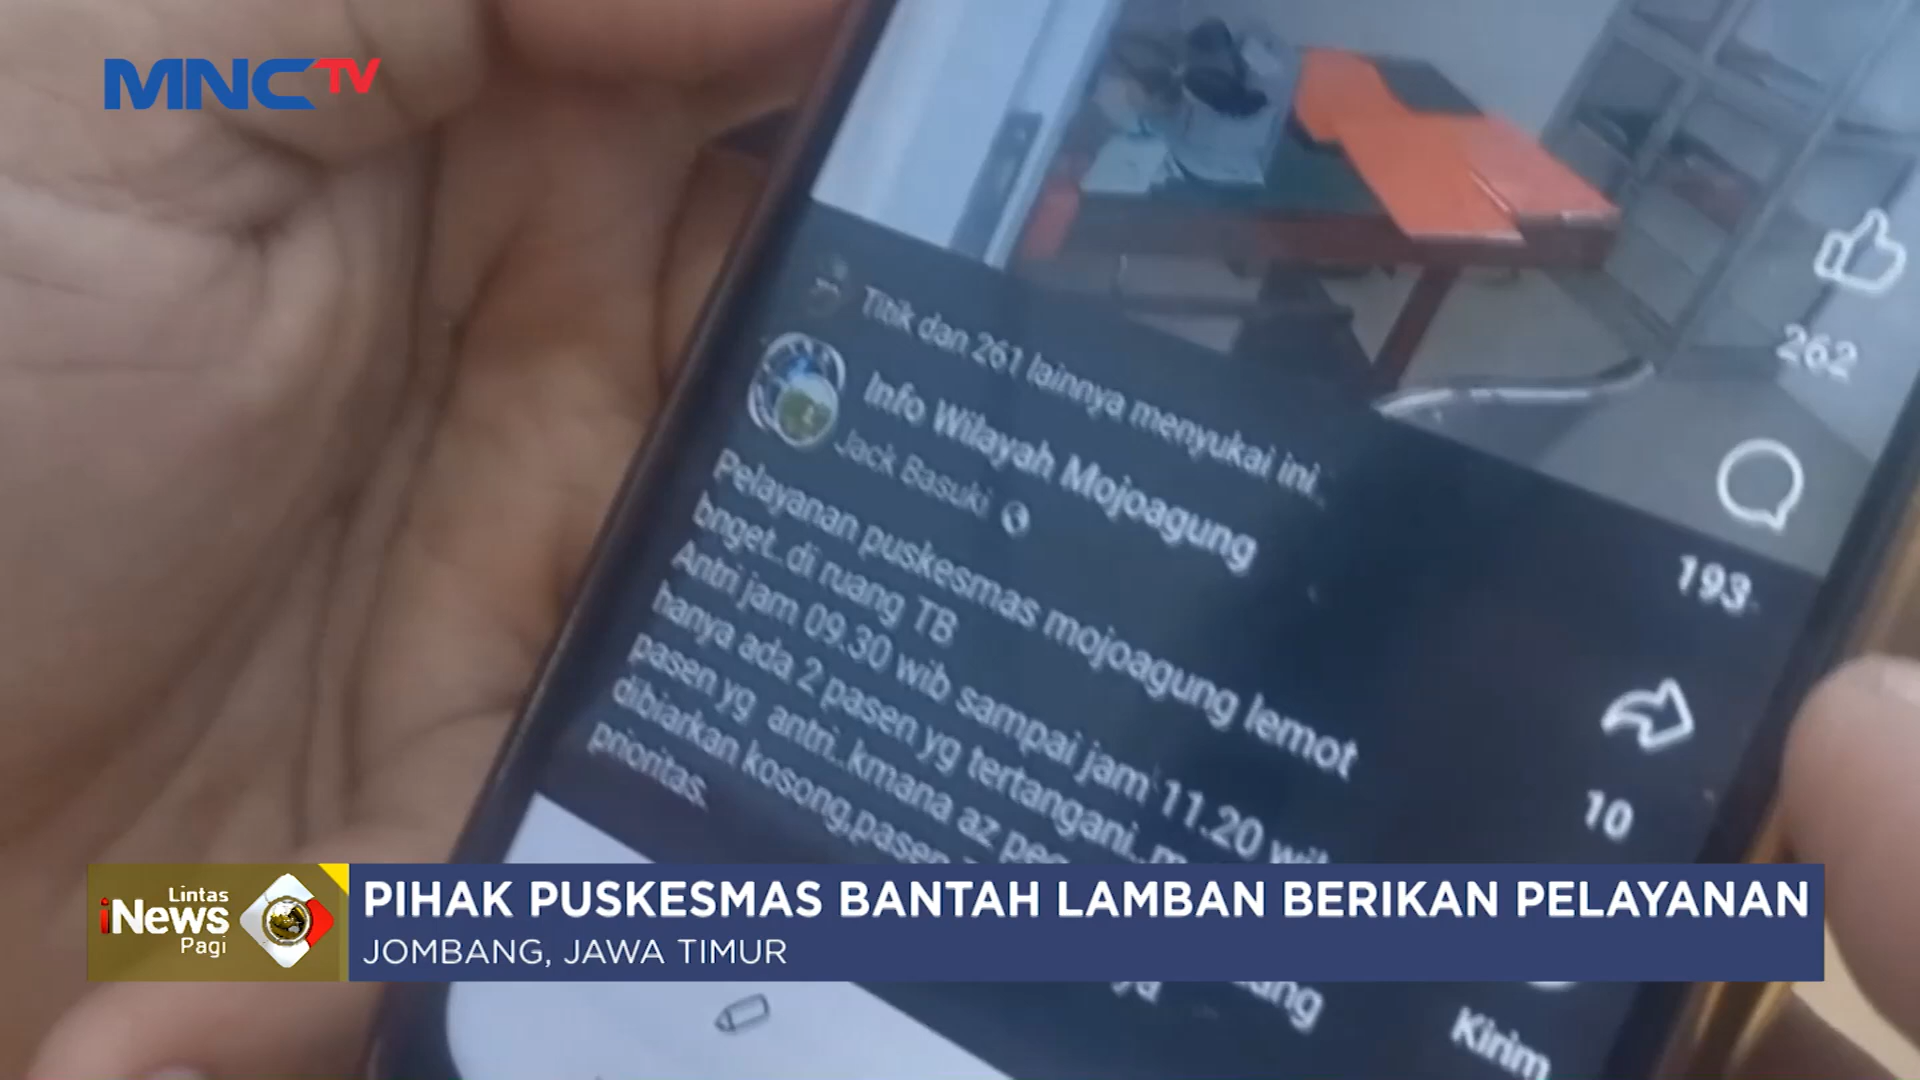 MNCTV
262
Titik dan 261 lainnya menyukai ini.
Info Wilayah Mojoagung
Jack Basuki
193
Pelayanan puskesmas mojoagung lemot
bnget..di ruang TB
Antri jam 09.30 wib sampai jam 11.20 wib
hanya ada 2 pasen yg tertangani..
pasen yg antri..kmana az
dibiarkan kosong,pasen
prioritas.
10
Lintas
iNews
Pagi
PIHAK PUSKESMAS BANTAH LAMBAN BERIKAN PELAYANAN
JOMBANG, JAWA TIMUR
Kirim